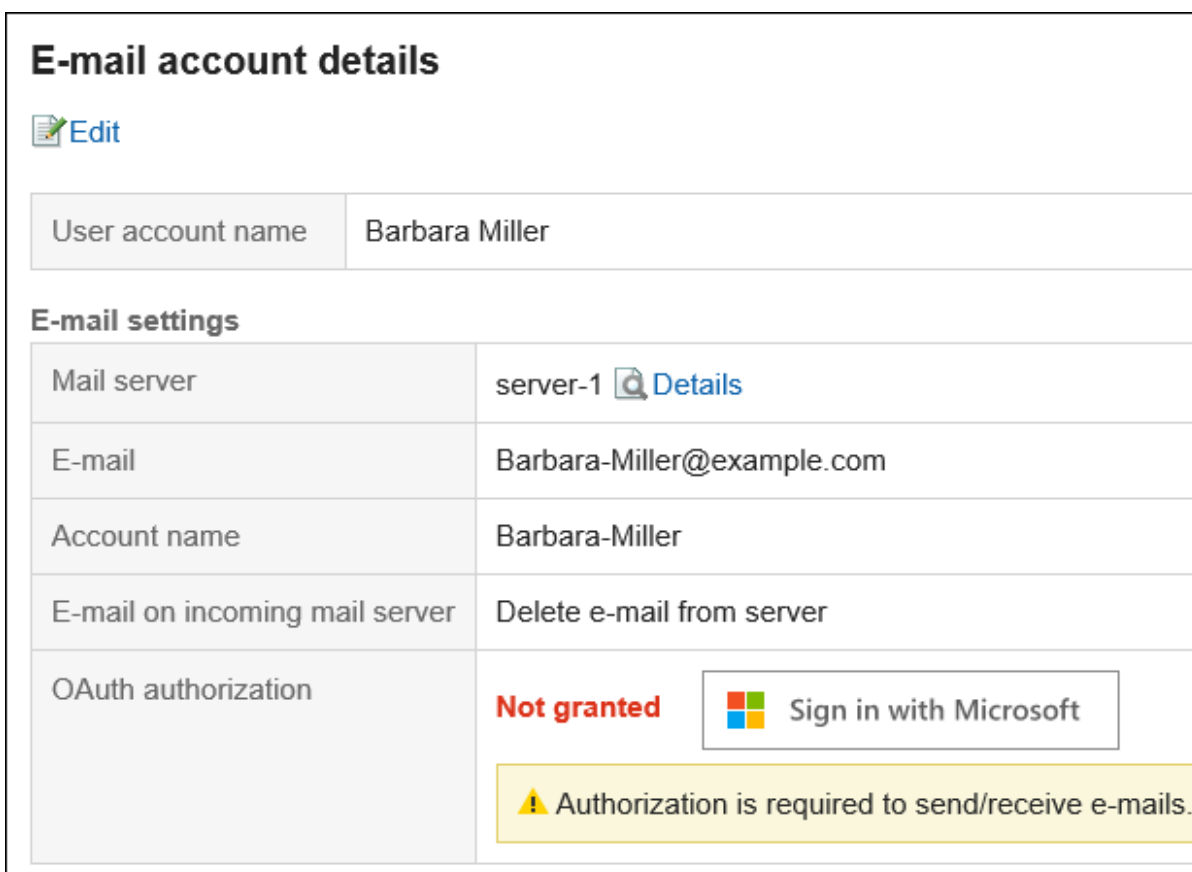 E-mail account details
Edit
User account name Barbara Miller
E-mail settings
Mail server server-1 Details
E-mail Barbara-Miller@example.com
Account name Barbara-Miller
E-mail on incoming mail server Delete e-mail from server
OAuth authorization Not granted Sign in with Microsoft
Authorization is required to send/receive e-mails.